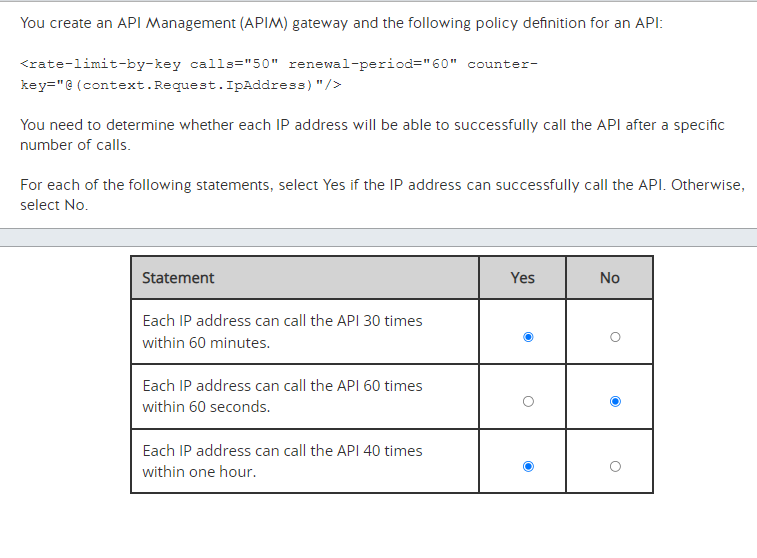 You create an API Management (APIM) gateway and the following policy definition for an API:
<rate-limit-by-key calls="50" renewal-period="60" counter-
key="@(context.Request.IpAddress)"/>
You need to determine whether each IP address will be able to successfully call the API after a specific
number of calls.
For each of the following statements, select Yes if the IP address can successfully call the API. Otherwise,
select No.
Statement Yes No
Each IP address can call the API 30 times
within 60 minutes.
Each IP address can call the API 60 times
within 60 seconds.
Each IP address can call the API 40 times
within one hour.